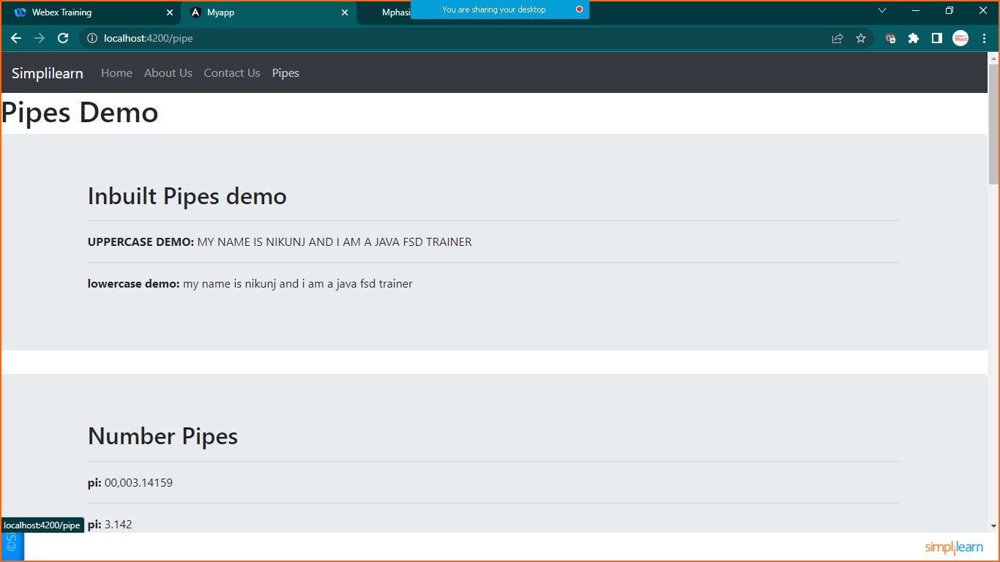 Webex Training
Myapp
Mphasi
You are sharing your desktop
localhost:4200/pipe
Simplilearn Home About Us Contact Us Pipes
Pipes Demo
Inbuilt Pipes demo
UPPERCASE DEMO: MY NAME IS NIKUNJ AND I AM A JAVA FSD TRAINER
lowercase demo: my name is nikunj and i am a java fsd trainer
Number Pipes
pi: 00,003.14159
pi: 3.142
localhost:4200/pipe
©Si
simplilearn